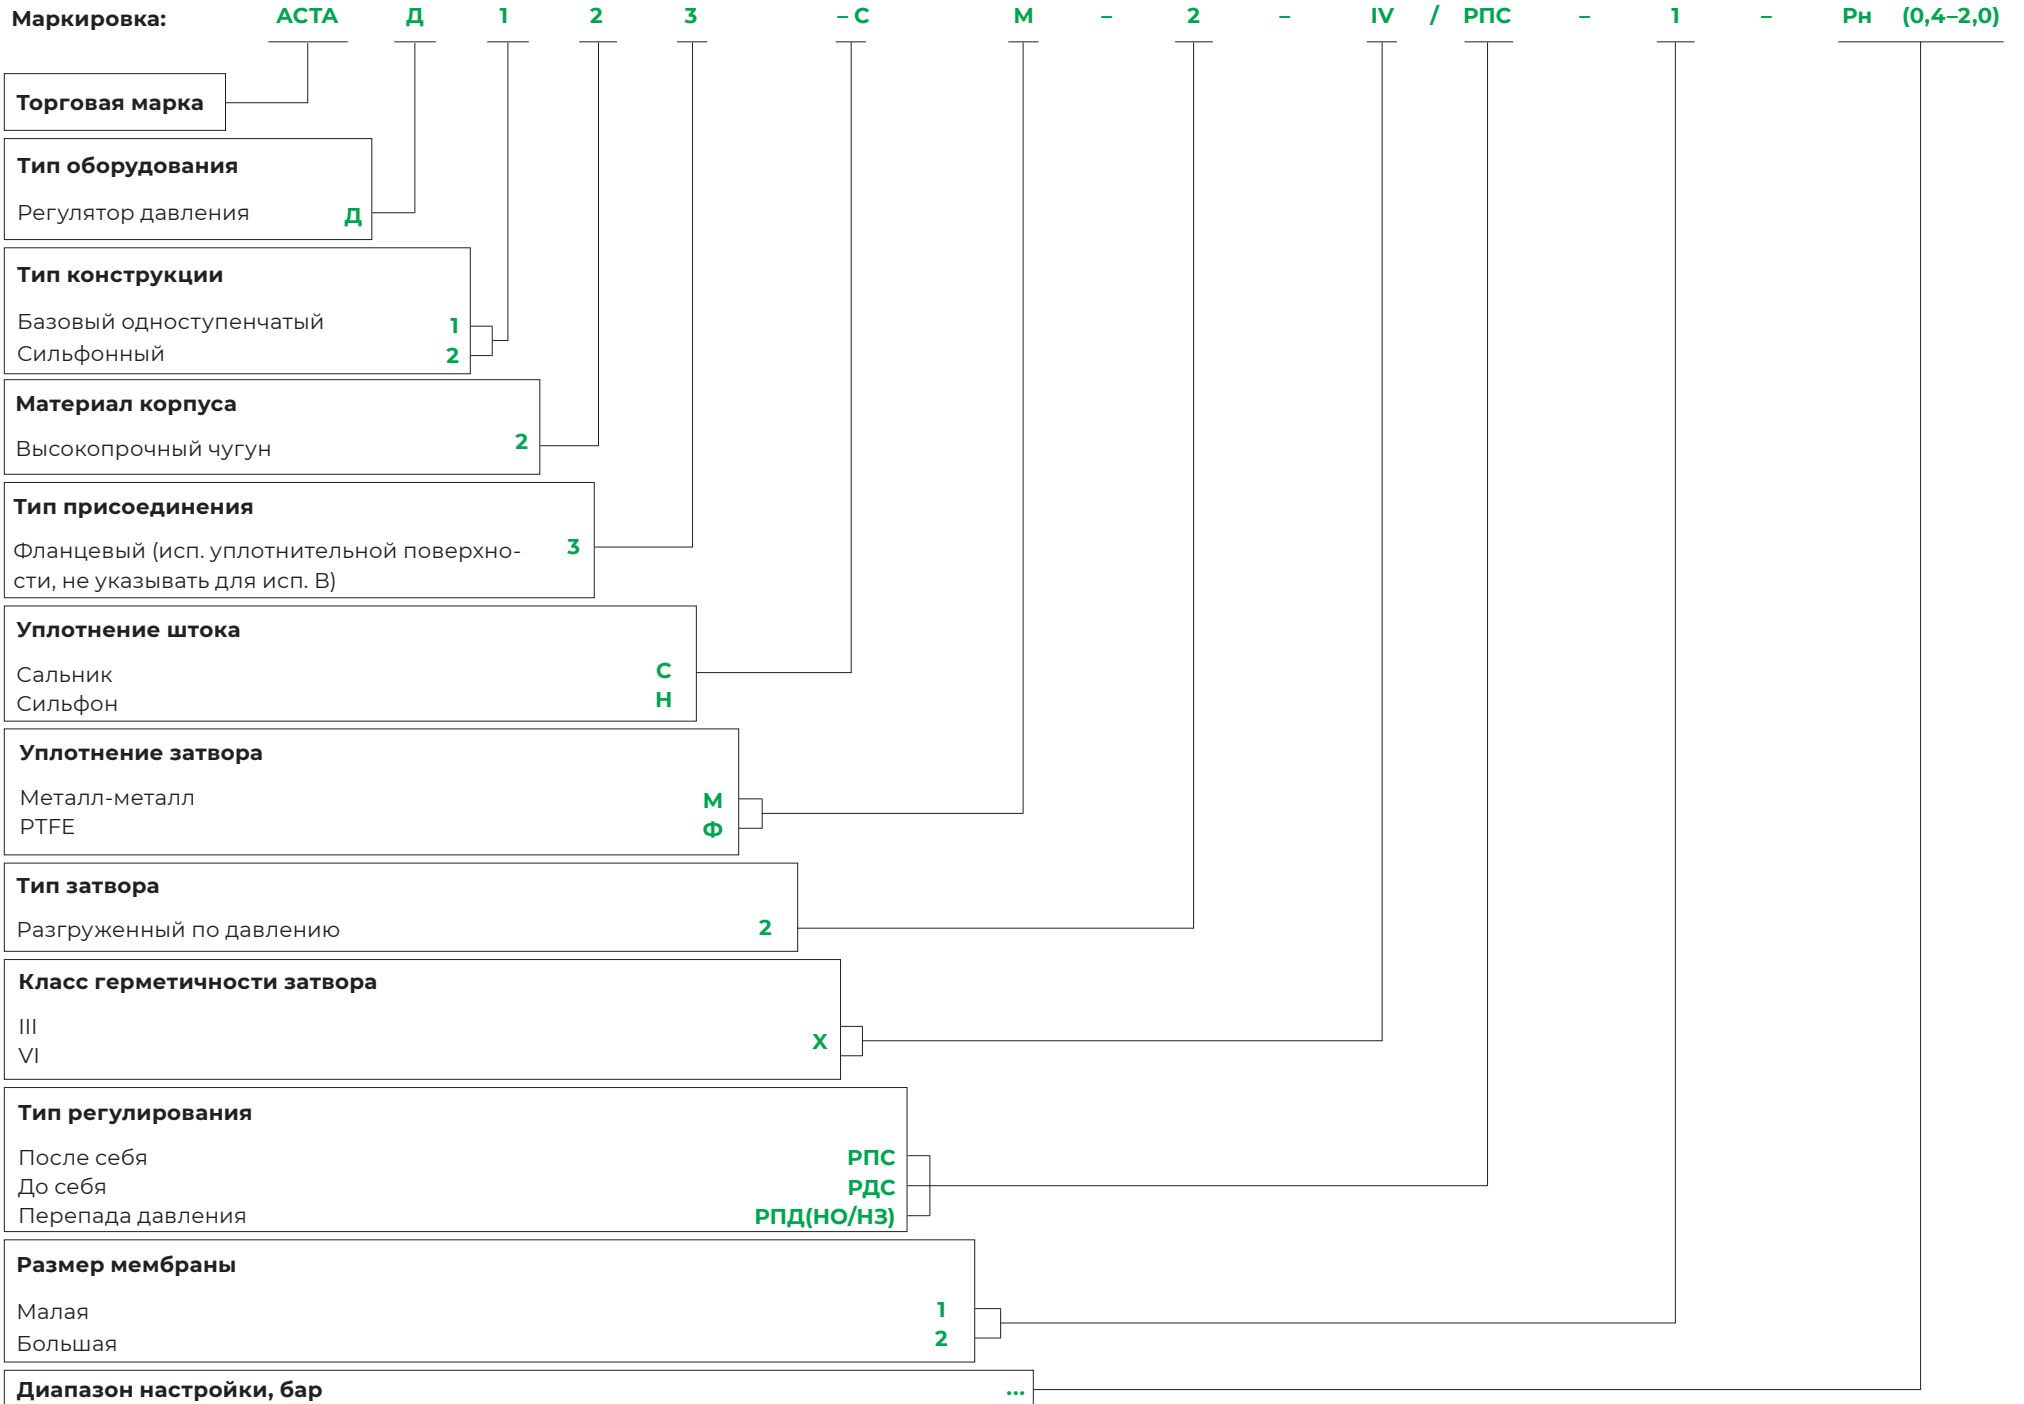 Маркировка: АСТА Д 1 2 3 – С М – 2 – IV / РПС – 1 – Рн (0,4–2,0)
Торговая марка
Тип оборудования
Регулятор давления Д
Тип конструкции
Базовый одноступенчатый 1
Сильфонный 2
Материал корпуса
Высокопрочный чугун 2
Тип присоединения
Фланцевый (исп. уплотнительной поверхно- 3
сти, не указывать для исп. В)
Уплотнение штока
Сальник С
Сильфон Н
Уплотнение затвора
Металл-металл М
PTFE Ф
Тип затвора
Разгруженный по давлению 2
Класс герметичности затвора
III
VI
Х
Тип регулирования
После себя РПС
До себя РДС
Перепада давления РПД(НО/НЗ)
Размер мембраны
Малая 1
Большая 2
Диапазон настройки, бар ...